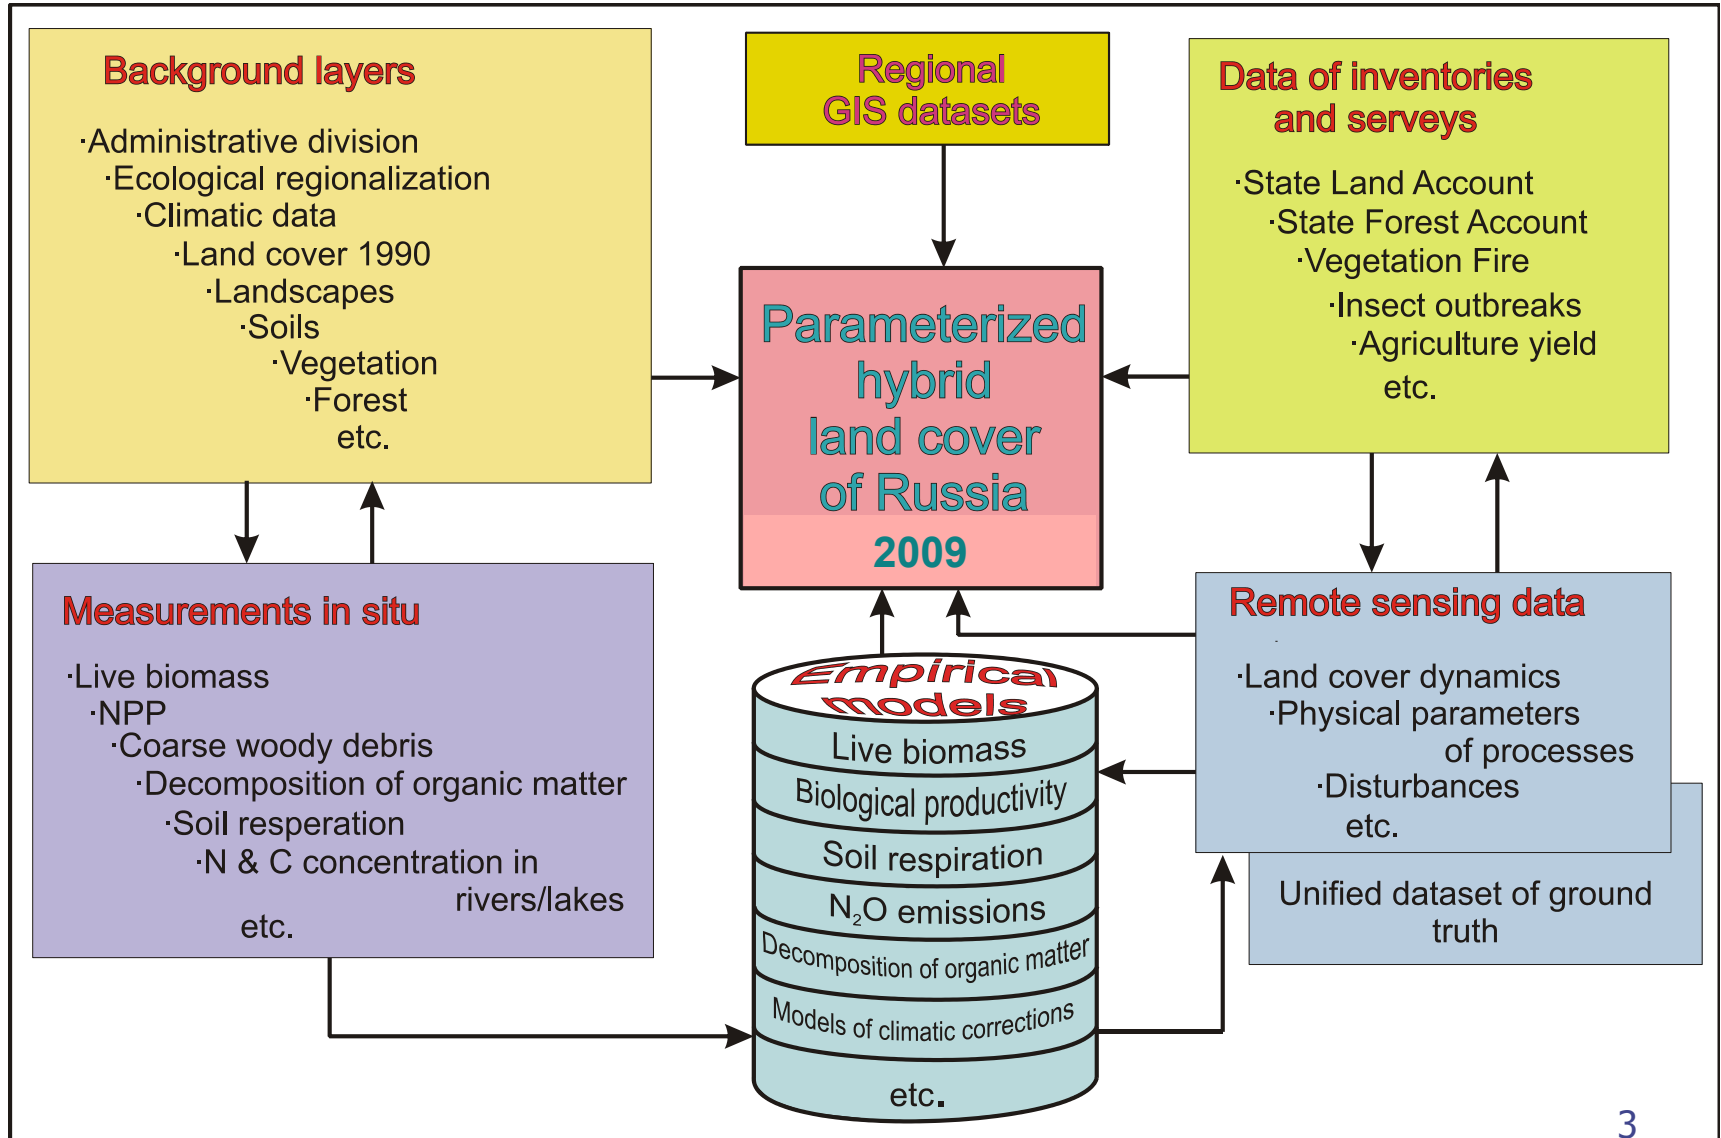 Background layers
·Administrative division
·Ecological regionalization
·Climatic data
·Land cover 1990
·Landscapes
·Soils
·Vegetation
·Forest
etc.
Regional
GIS datasets
Data of inventories
and serveys
·State Land Account
·State Forest Account
·Vegetation Fire
·Insect outbreaks
·Agriculture yield
etc.
Parameterized
hybrid
land cover
of Russia
2009
Measurements in situ
·Live biomass
·NPP
·Coarse woody debris
·Decomposition of organic matter
·Soil resperation
·N & C concentration in
rivers/lakes
etc.
Empirical
models
Live biomass
Biological productivity
Soil respiration
N₂O emissions
Decomposition of organic matter
Models of climatic corrections
etc.
Remote sensing data
·Land cover dynamics
·Physical parameters
of processes
·Disturbances
etc.
Unified dataset of ground
truth
3